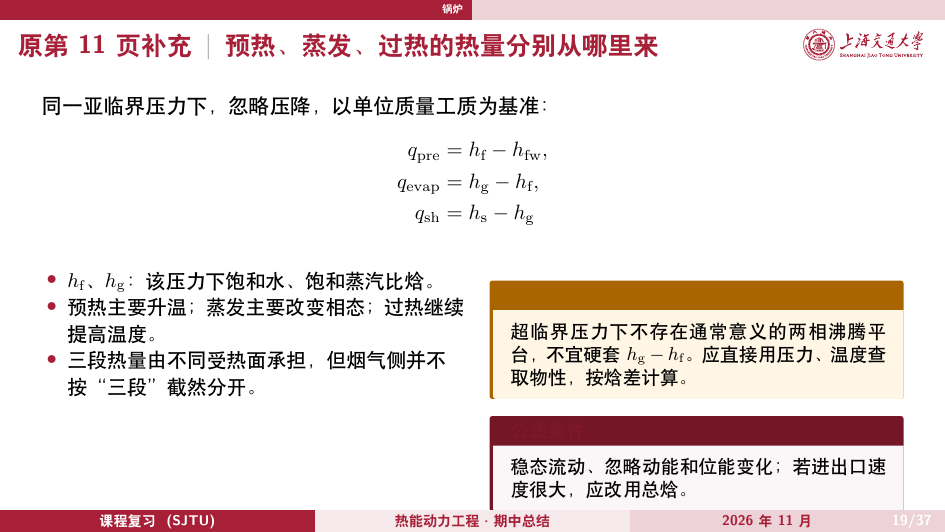 锅炉
原第 11 页补充 | 预热、蒸发、过热的热量分别从哪里来
上海交通大学
SHANGHAI JIAO TONG UNIVERSITY
同一亚临界压力下，忽略压降，以单位质量工质为基准：
q_pre = h_f − h_fw,
q_evap = h_g − h_f,
q_sh = h_s − h_g
h_f、h_g：该压力下饱和水、饱和蒸汽比焓。
预热主要升温；蒸发主要改变相态；过热继续
提高温度。
三段热量由不同受热面承担，但烟气侧并不
按“三段”截然分开。
超临界压力下不存在通常意义的两相沸腾平
台，不宜硬套 h_g − h_f。应直接用压力、温度查
取物性，按焓差计算。
公式条件
稳态流动、忽略动能和位能变化；若进出口速
度很大，应改用总焓。
课程复习（SJTU）
热能动力工程 · 期中总结
2026 年 11 月
19/37